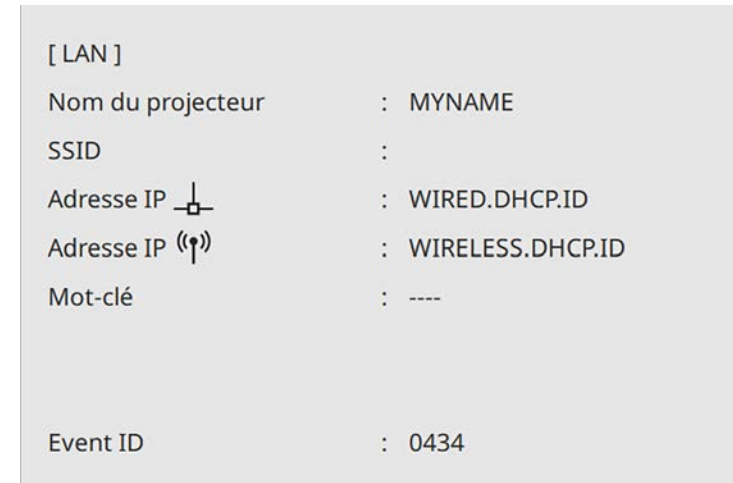 [ LAN ]
Nom du projecteur : MYNAME
SSID :
Adresse IP : WIRED.DHCP.ID
Adresse IP : WIRELESS.DHCP.ID
Mot-clé : ----
Event ID : 0434